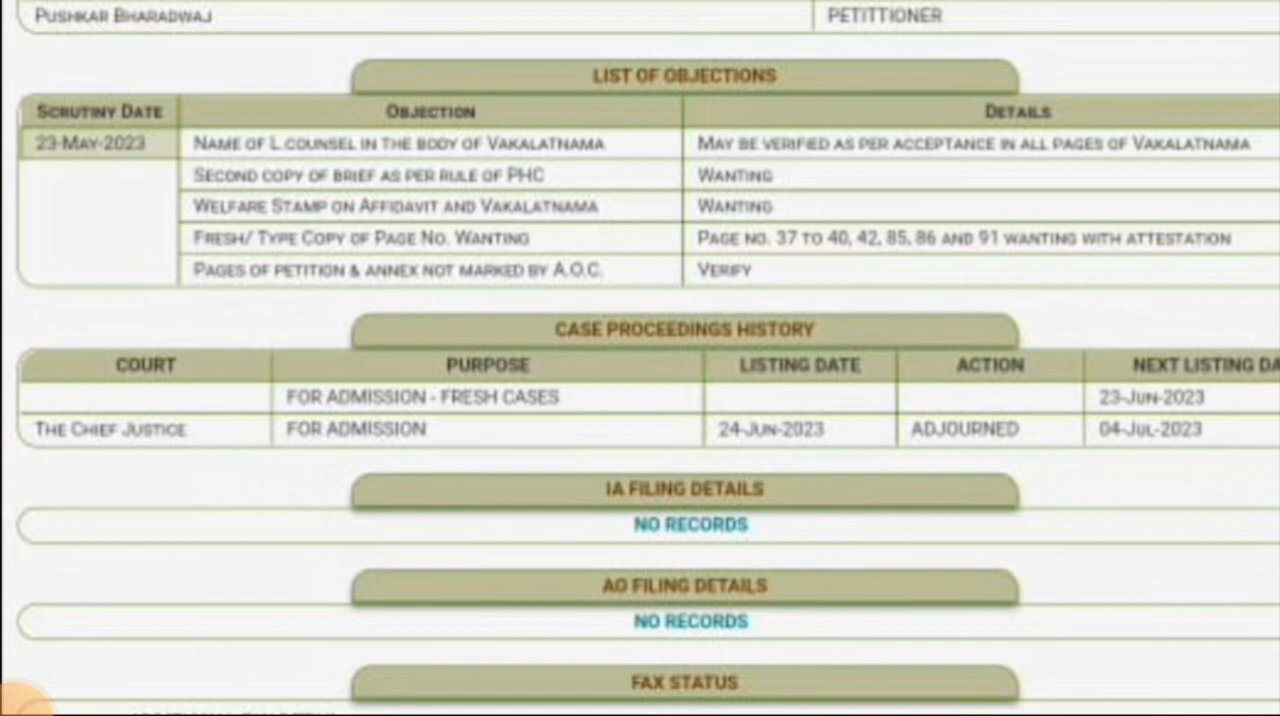 PUSHKAR BHARADWAJ PETITTIONER
LIST OF OBJECTIONS
SCRUTINY DATE OBJECTION DETAILS
23-MAY-2023 NAME OF L.COUNSEL IN THE BODY OF VAKALATNAMA MAY BE VERIFIED AS PER ACCEPTANCE IN ALL PAGES OF VAKALATNAMA
SECOND COPY OF BRIEF AS PER RULE OF PHC WANTING
WELFARE STAMP ON AFFIDAVIT AND VAKALATNAMA WANTING
FRESH/ TYPE COPY OF PAGE NO. WANTING PAGE NO. 37 TO 40, 42, 85, 86 AND 91 WANTING WITH ATTESTATION
PAGES OF PETITION & ANNEX NOT MARKED BY A.O.C. VERIFY
CASE PROCEEDINGS HISTORY
COURT PURPOSE LISTING DATE ACTION NEXT LISTING DA
FOR ADMISSION - FRESH CASES 23-JUN-2023
THE CHIEF JUSTICE FOR ADMISSION 24-JUN-2023 ADJOURNED 04-JUL-2023
IA FILING DETAILS
NO RECORDS
AO FILING DETAILS
NO RECORDS
FAX STATUS